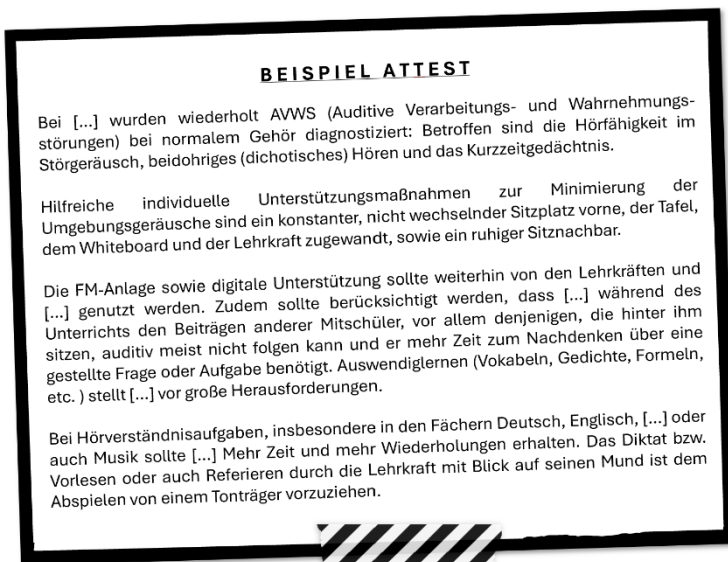 BEISPIEL ATTEST
Bei [...] wurden wiederholt AVWS (Auditive Verarbeitungs- und Wahrnehmungs-
störungen) bei normalem Gehör diagnostiziert: Betroffen sind die Hörfähigkeit im
Störgeräusch, beidohriges (dichotisches) Hören und das Kurzzeitgedächtnis.
Hilfreiche individuelle Unterstützungsmaßnahmen zur Minimierung der
Umgebungsgeräusche sind ein konstanter, nicht wechselnder Sitzplatz vorne, der Tafel,
dem Whiteboard und der Lehrkraft zugewandt, sowie ein ruhiger Sitznachbar.
Die FM-Anlage sowie digitale Unterstützung sollte weiterhin von den Lehrkräften und
[...] genutzt werden. Zudem sollte berücksichtigt werden, dass [...] während des
Unterrichts den Beiträgen anderer Mitschüler, vor allem denjenigen, die hinter ihm
sitzen, auditiv meist nicht folgen kann und er mehr Zeit zum Nachdenken über eine
gestellte Frage oder Aufgabe benötigt. Auswendiglernen (Vokabeln, Gedichte, Formeln,
etc. ) stellt [...] vor große Herausforderungen.
Bei Hörverständnisaufgaben, insbesondere in den Fächern Deutsch, Englisch, [...] oder
auch Musik sollte [...] Mehr Zeit und mehr Wiederholungen erhalten. Das Diktat bzw.
Vorlesen oder auch Referieren durch die Lehrkraft mit Blick auf seinen Mund ist dem
Abspielen von einem Tonträger vorzuziehen.